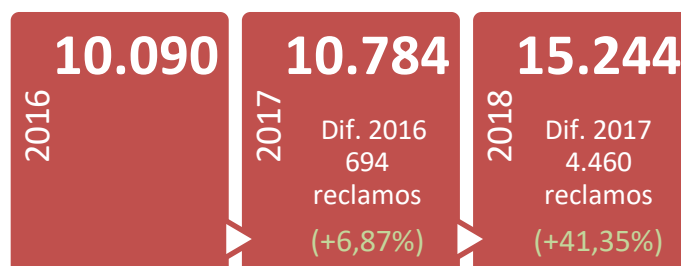 10.090
2016
10.784
2017
Dif. 2016
694
reclamos
(+6,87%)
15.244
2018
Dif. 2017
4.460
reclamos
(+41,35%)